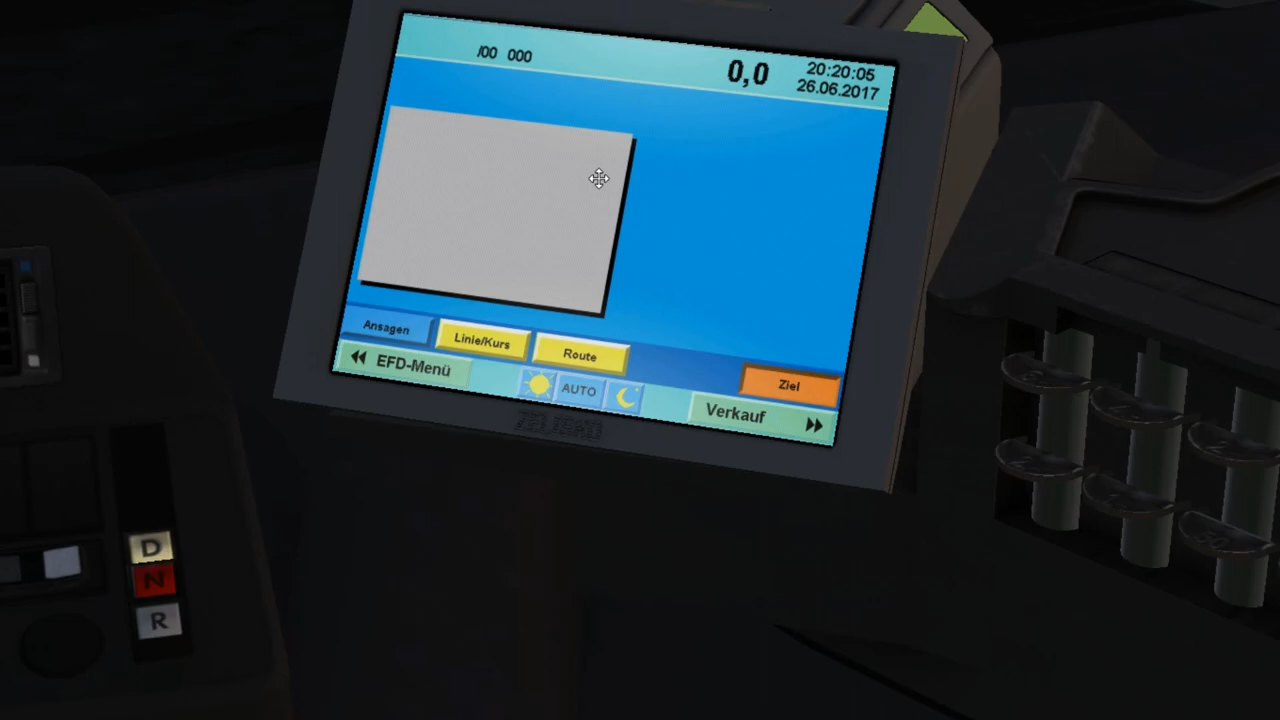 /00 000
0,0
20:20:05
26.06.2017
Ansagen
Linie/Kurs
Route
Ziel
EFD-Menü
AUTO
Verkauf
D
N
R